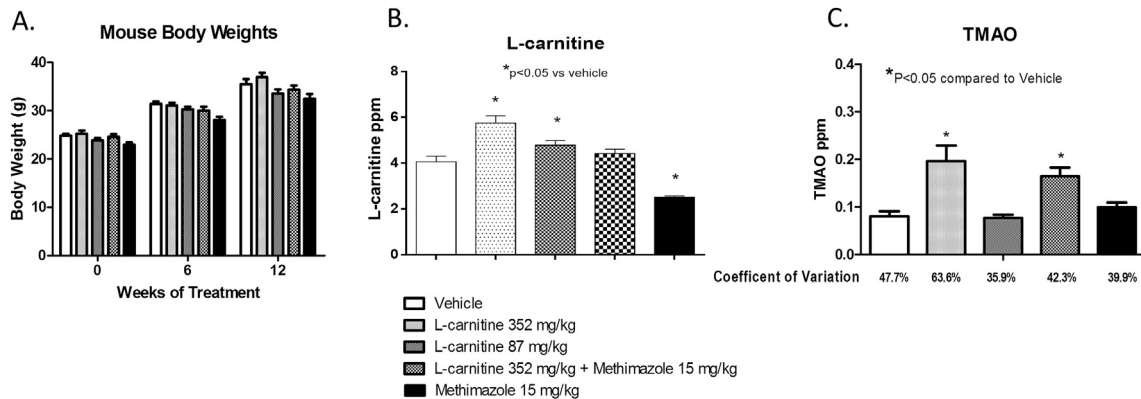 A.
Mouse Body Weights
Body Weight (g)
40
30
20
10
0
0 6 12
Weeks of Treatment
B.
L-carnitine
*p<0.05 vs vehicle
L-carnitine ppm
8
6
4
2
0
* * *
Vehicle
L-carnitine 352 mg/kg
L-carnitine 87 mg/kg
L-carnitine 352 mg/kg + Methimazole 15 mg/kg
Methimazole 15 mg/kg
C.
TMAO
*P<0.05 compared to Vehicle
TMAO ppm
0.4
0.3
0.2
0.1
0.0
* *
Coefficent of Variation 47.7% 63.6% 35.9% 42.3% 39.9%